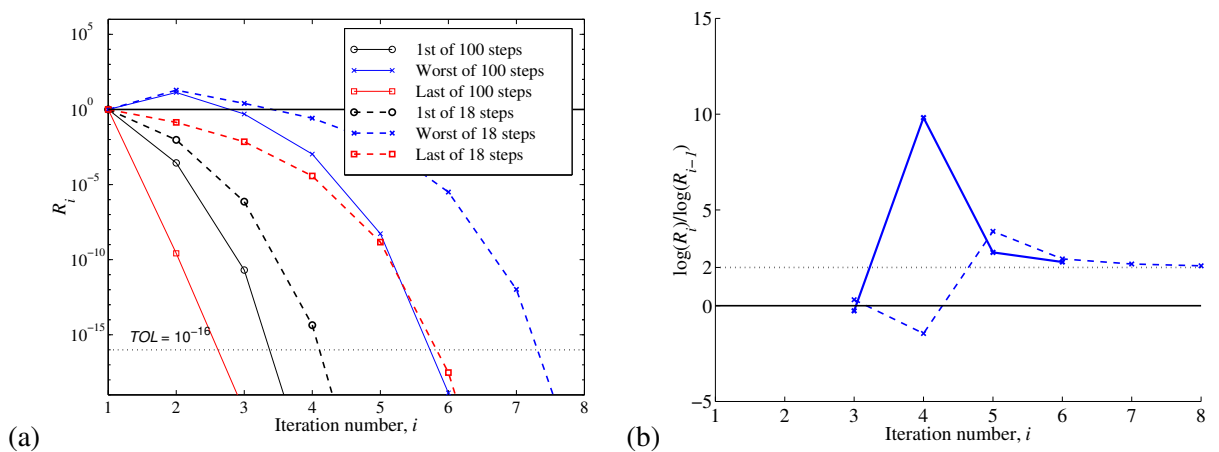 (a)
R_i
10^5
10^0
10^−5
10^−10
10^−15
1st of 100 steps
Worst of 100 steps
Last of 100 steps
1st of 18 steps
Worst of 18 steps
Last of 18 steps
TOL = 10^−16
1 2 3 4 5 6 7 8
Iteration number, i
(b)
log(R_i)/log(R_{i−1})
15
10
5
2
0
−5
1 2 3 4 5 6 7 8
Iteration number, i